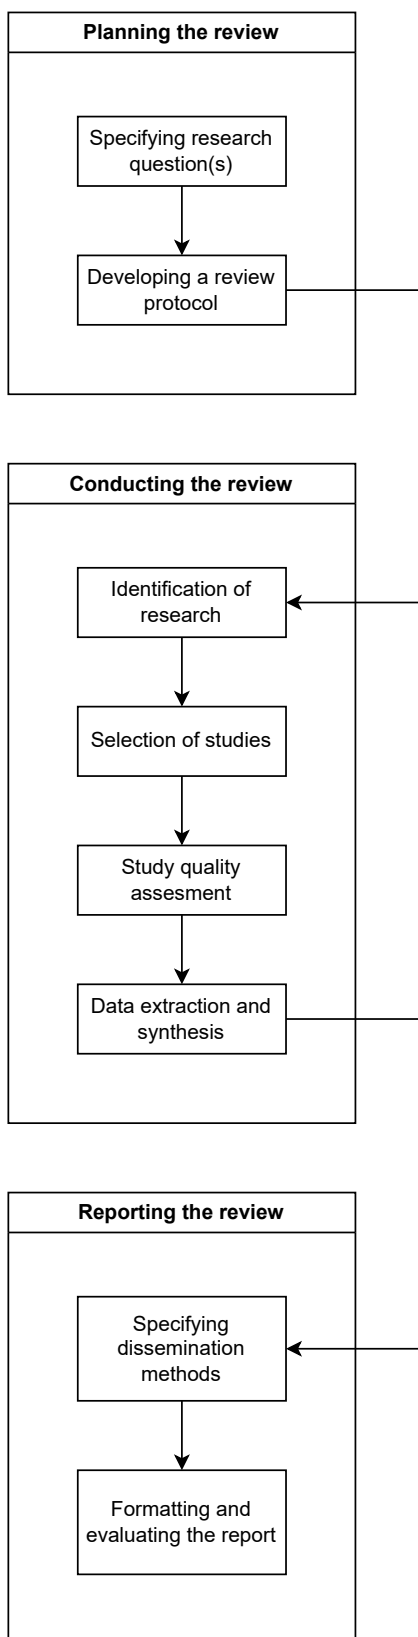 Planning the review
Specifying research
question(s)
Developing a review
protocol
Conducting the review
Identification of
research
Selection of studies
Study quality
assesment
Data extraction and
synthesis
Reporting the review
Specifying
dissemination
methods
Formatting and
evaluating the report